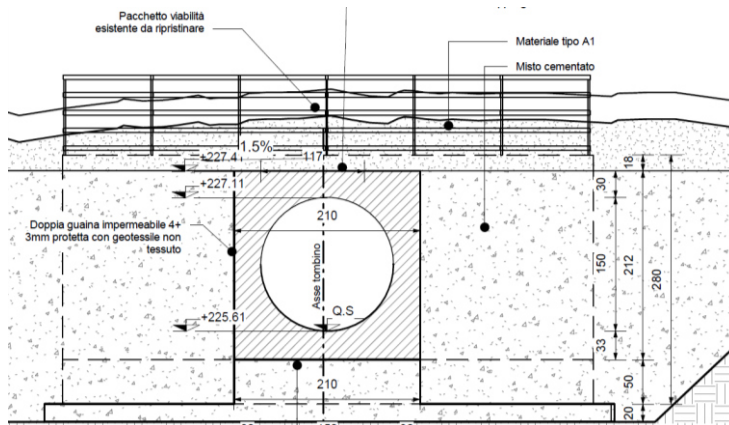 Pacchetto viabilità
esistente da ripristinare
Materiale tipo A1
Misto cementato
1.5%
+227.4
117
+227.11
210
Doppia guaina impermeabile 4+
3mm protetta con geotessile non
tessuto
Asse tombino
Q.S
+225.61
210
18
30
150
212
280
33
50
20